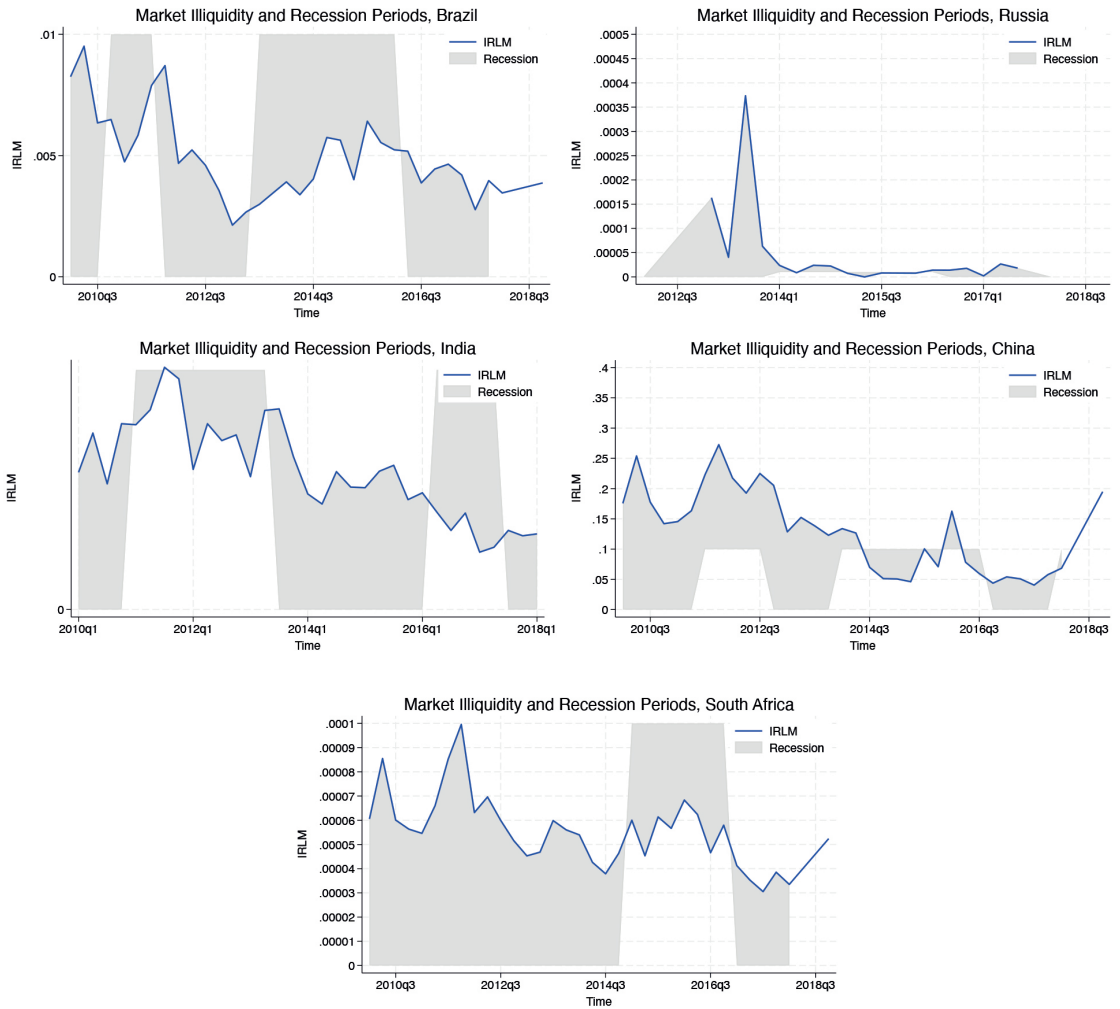 Market Illiquidity and Recession Periods, Brazil
.01
.005
0
IRLM
IRLM
Recession
2010q3 2012q3 2014q3 2016q3 2018q3
Time
Market Illiquidity and Recession Periods, Russia
.0005
.00045
.0004
.00035
.0003
.00025
.0002
.00015
.0001
.00005
0
IRLM
IRLM
Recession
2012q3 2014q1 2015q3 2017q1 2018q3
Time
Market Illiquidity and Recession Periods, India
0
IRLM
IRLM
Recession
2010q1 2012q1 2014q1 2016q1 2018q1
Time
Market Illiquidity and Recession Periods, China
.4
.35
.3
.25
.2
.15
.1
.05
0
IRLM
IRLM
Recession
2010q3 2012q3 2014q3 2016q3 2018q3
Time
Market Illiquidity and Recession Periods, South Africa
.0001
.00009
.00008
.00007
.00006
.00005
.00004
.00003
.00002
.00001
0
IRLM
IRLM
Recession
2010q3 2012q3 2014q3 2016q3 2018q3
Time